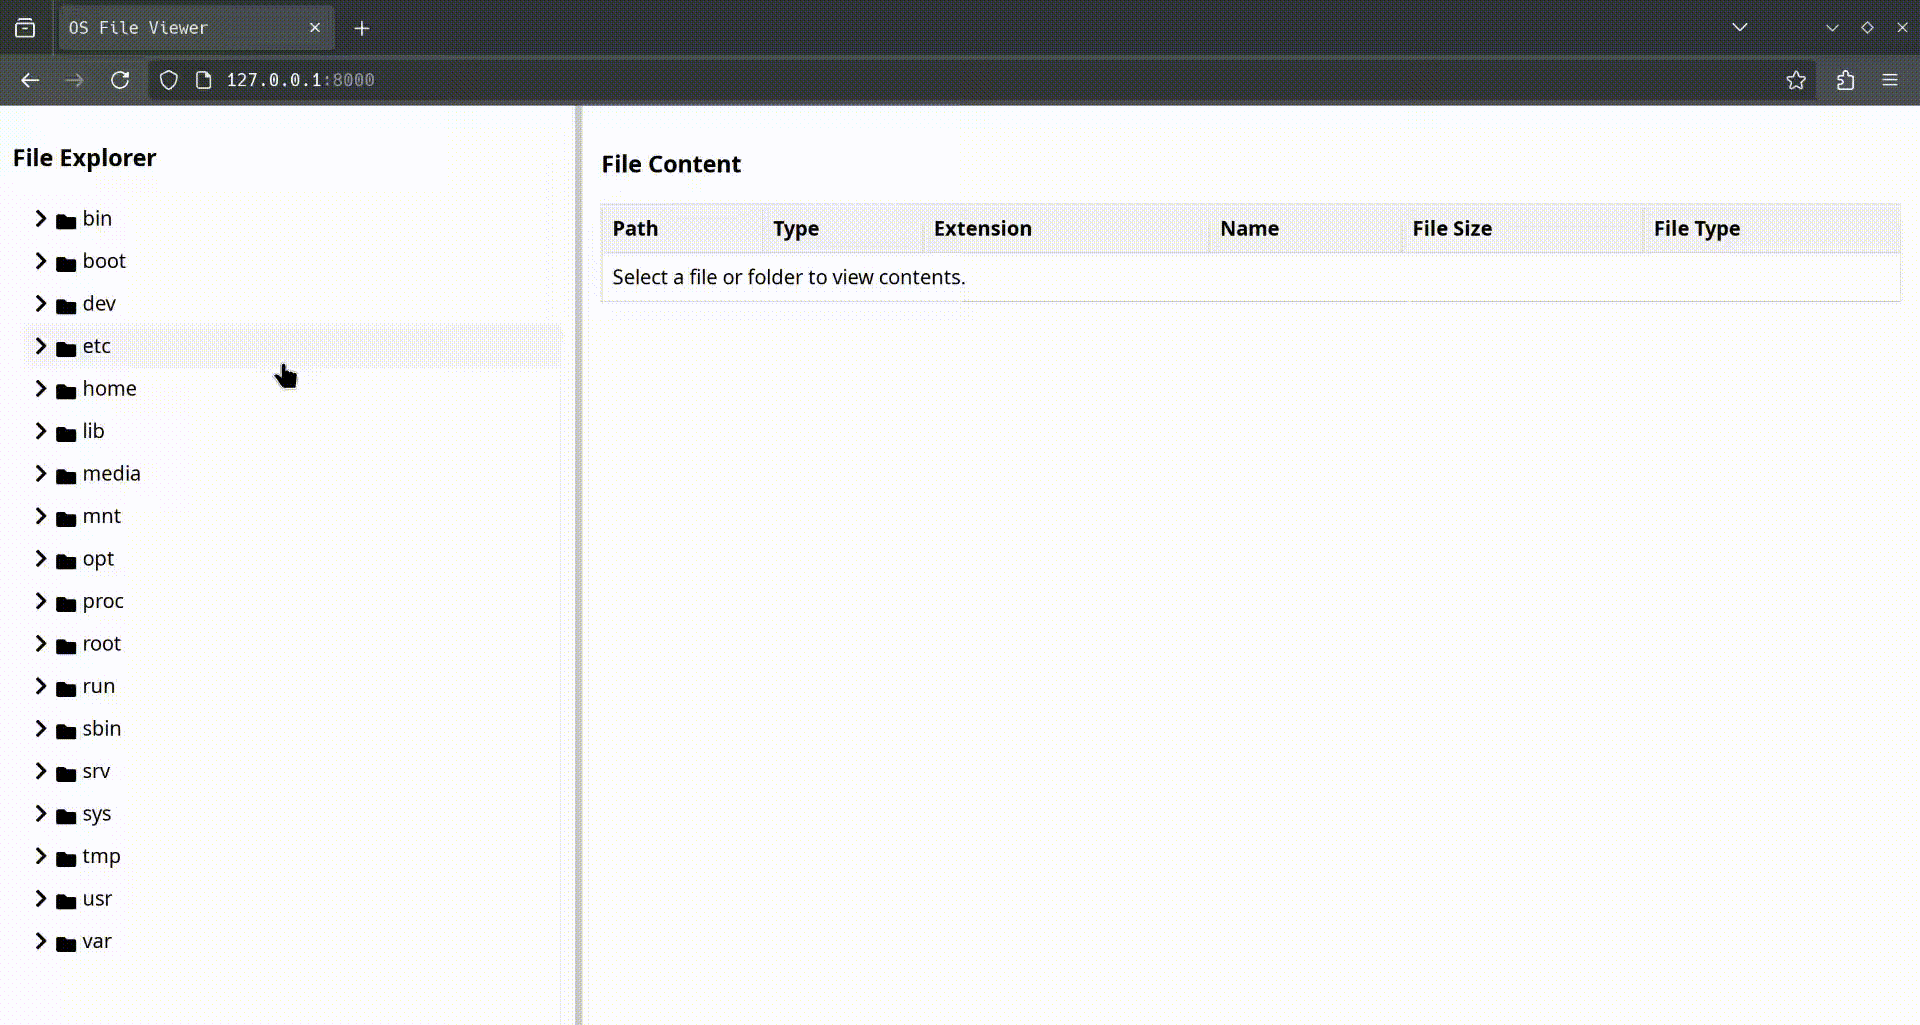 OS File Viewer
127.0.0.1:8000
File Explorer
bin
boot
dev
etc
home
lib
media
mnt
opt
proc
root
run
sbin
srv
sys
tmp
usr
var
File Content
Path Type Extension Name File Size File Type
Select a file or folder to view contents.